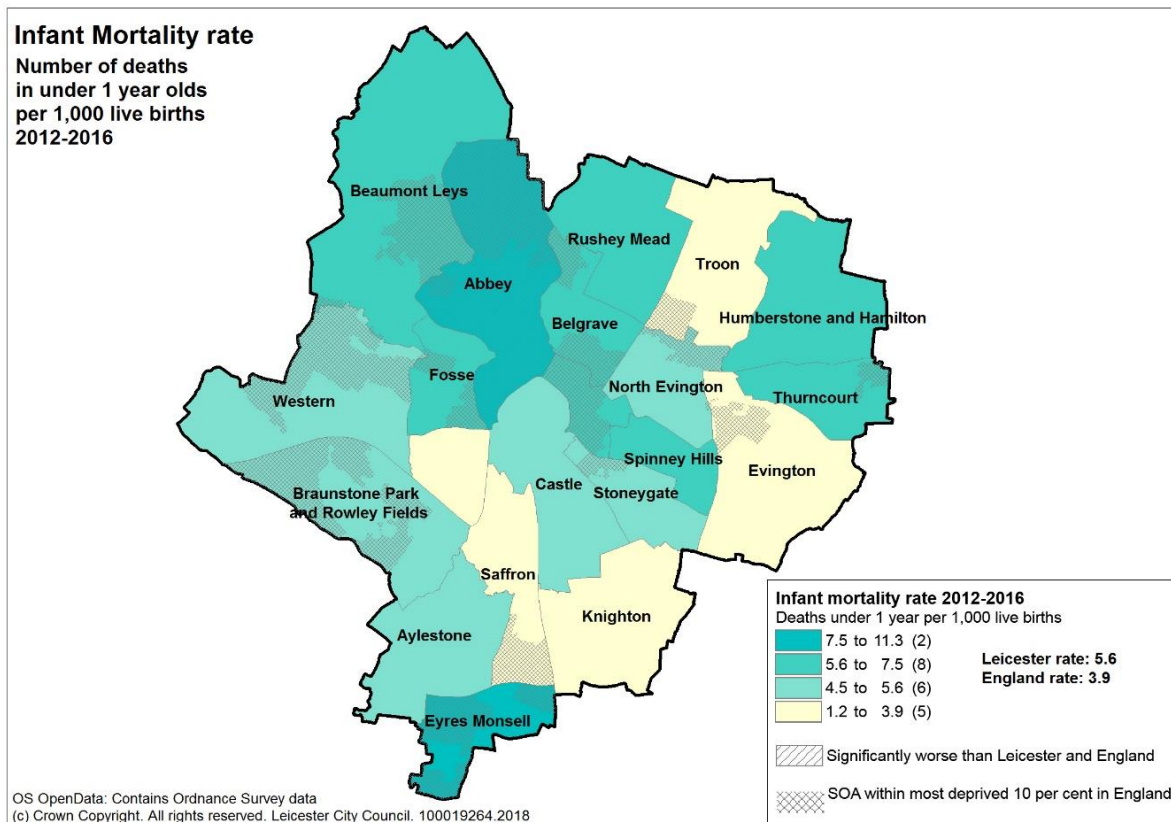 Infant Mortality rate
Number of deaths
in under 1 year olds
per 1,000 live births
2012-2016
Beaumont Leys
Rushey Mead
Troon
Abbey
Humberstone and Hamilton
Belgrave
Fosse
North Evington
Thurncourt
Western
Spinney Hills
Evington
Castle
Stoneygate
Braunstone Park
and Rowley Fields
Saffron
Knighton
Aylestone
Eyres Monsell
Infant mortality rate 2012-2016
Deaths under 1 year per 1,000 live births
7.5 to 11.3 (2)
5.6 to 7.5 (8)
4.5 to 5.6 (6)
1.2 to 3.9 (5)
Leicester rate: 5.6
England rate: 3.9
Significantly worse than Leicester and England
SOA within most deprived 10 per cent in England
OS OpenData: Contains Ordnance Survey data
(c) Crown Copyright. All rights reserved. Leicester City Council. 100019264.2018